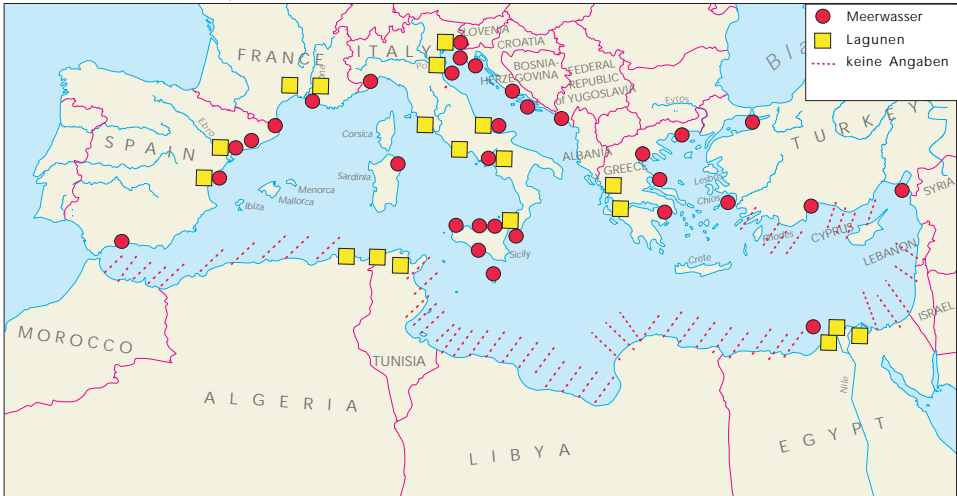 Meerwasser
Lagunen
keine Angaben
FRANCE
ITALY
SLOVENIA
CROATIA
BOSNIA-
HERZEGOVINA
FEDERAL
REPUBLIC
of YUGOSLAVIA
Po
Evros
Bla
TURKEY
Ebro
SPAIN
Corsica
Sardinia
Menorca
Mallorca
Ibiza
ALBANIA
GREECE
Lesbos
Chios
Rhodes
CYPRUS
SYRIA
LEBANON
ISRAEL
Sicily
Crete
MOROCCO
ALGERIA
TUNISIA
LIBYA
EGYPT
Nile